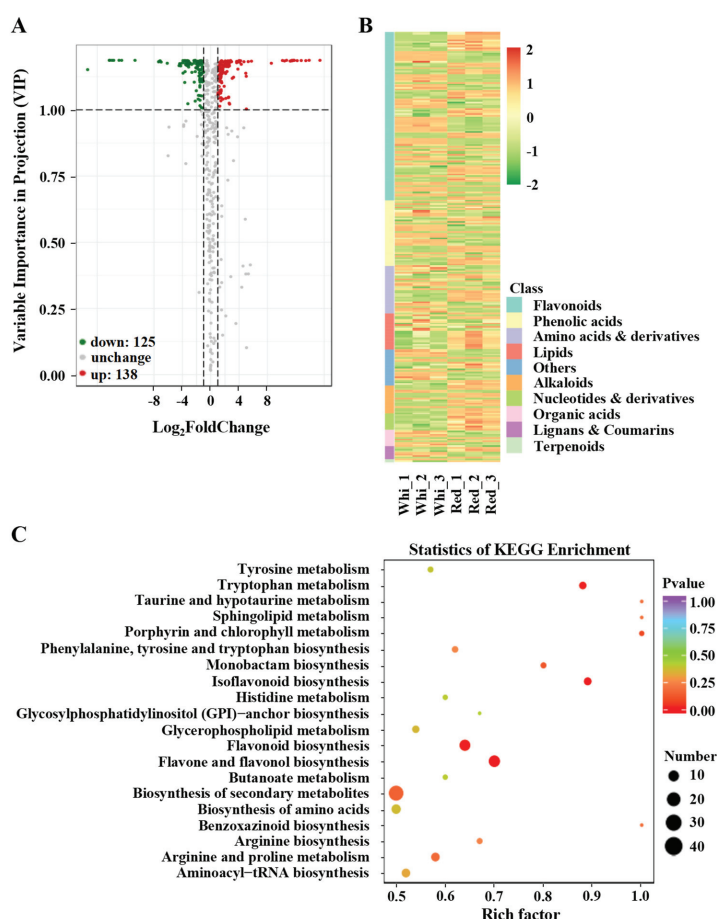 A
Variable Importance in Projection (VIP)
1.00
0.75
0.50
0.25
0.00
down: 125
unchange
up: 138
-8
-4
0
4
8
Log2FoldChange
B
2
1
0
-1
-2
Class
Flavonoids
Phenolic acids
Amino acids & derivatives
Lipids
Others
Alkaloids
Nucleotides & derivatives
Organic acids
Lignans & Coumarins
Terpenoids
Whi_1
Whi_2
Whi_3
Red_1
Red_2
Red_3
C
Statistics of KEGG Enrichment
Tyrosine metabolism
Tryptophan metabolism
Taurine and hypotaurine metabolism
Sphingolipid metabolism
Porphyrin and chlorophyll metabolism
Phenylalanine, tyrosine and tryptophan biosynthesis
Monobactam biosynthesis
Isoflavonoid biosynthesis
Histidine metabolism
Glycosylphosphatidylinositol (GPI)−anchor biosynthesis
Glycerophospholipid metabolism
Flavonoid biosynthesis
Flavone and flavonol biosynthesis
Butanoate metabolism
Biosynthesis of secondary metabolites
Biosynthesis of amino acids
Benzoxazinoid biosynthesis
Arginine biosynthesis
Arginine and proline metabolism
Aminoacyl−tRNA biosynthesis
0.5
0.6
0.7
0.8
0.9
1.0
Rich factor
Pvalue
1.00
0.75
0.50
0.25
0.00
Number
10
20
30
40